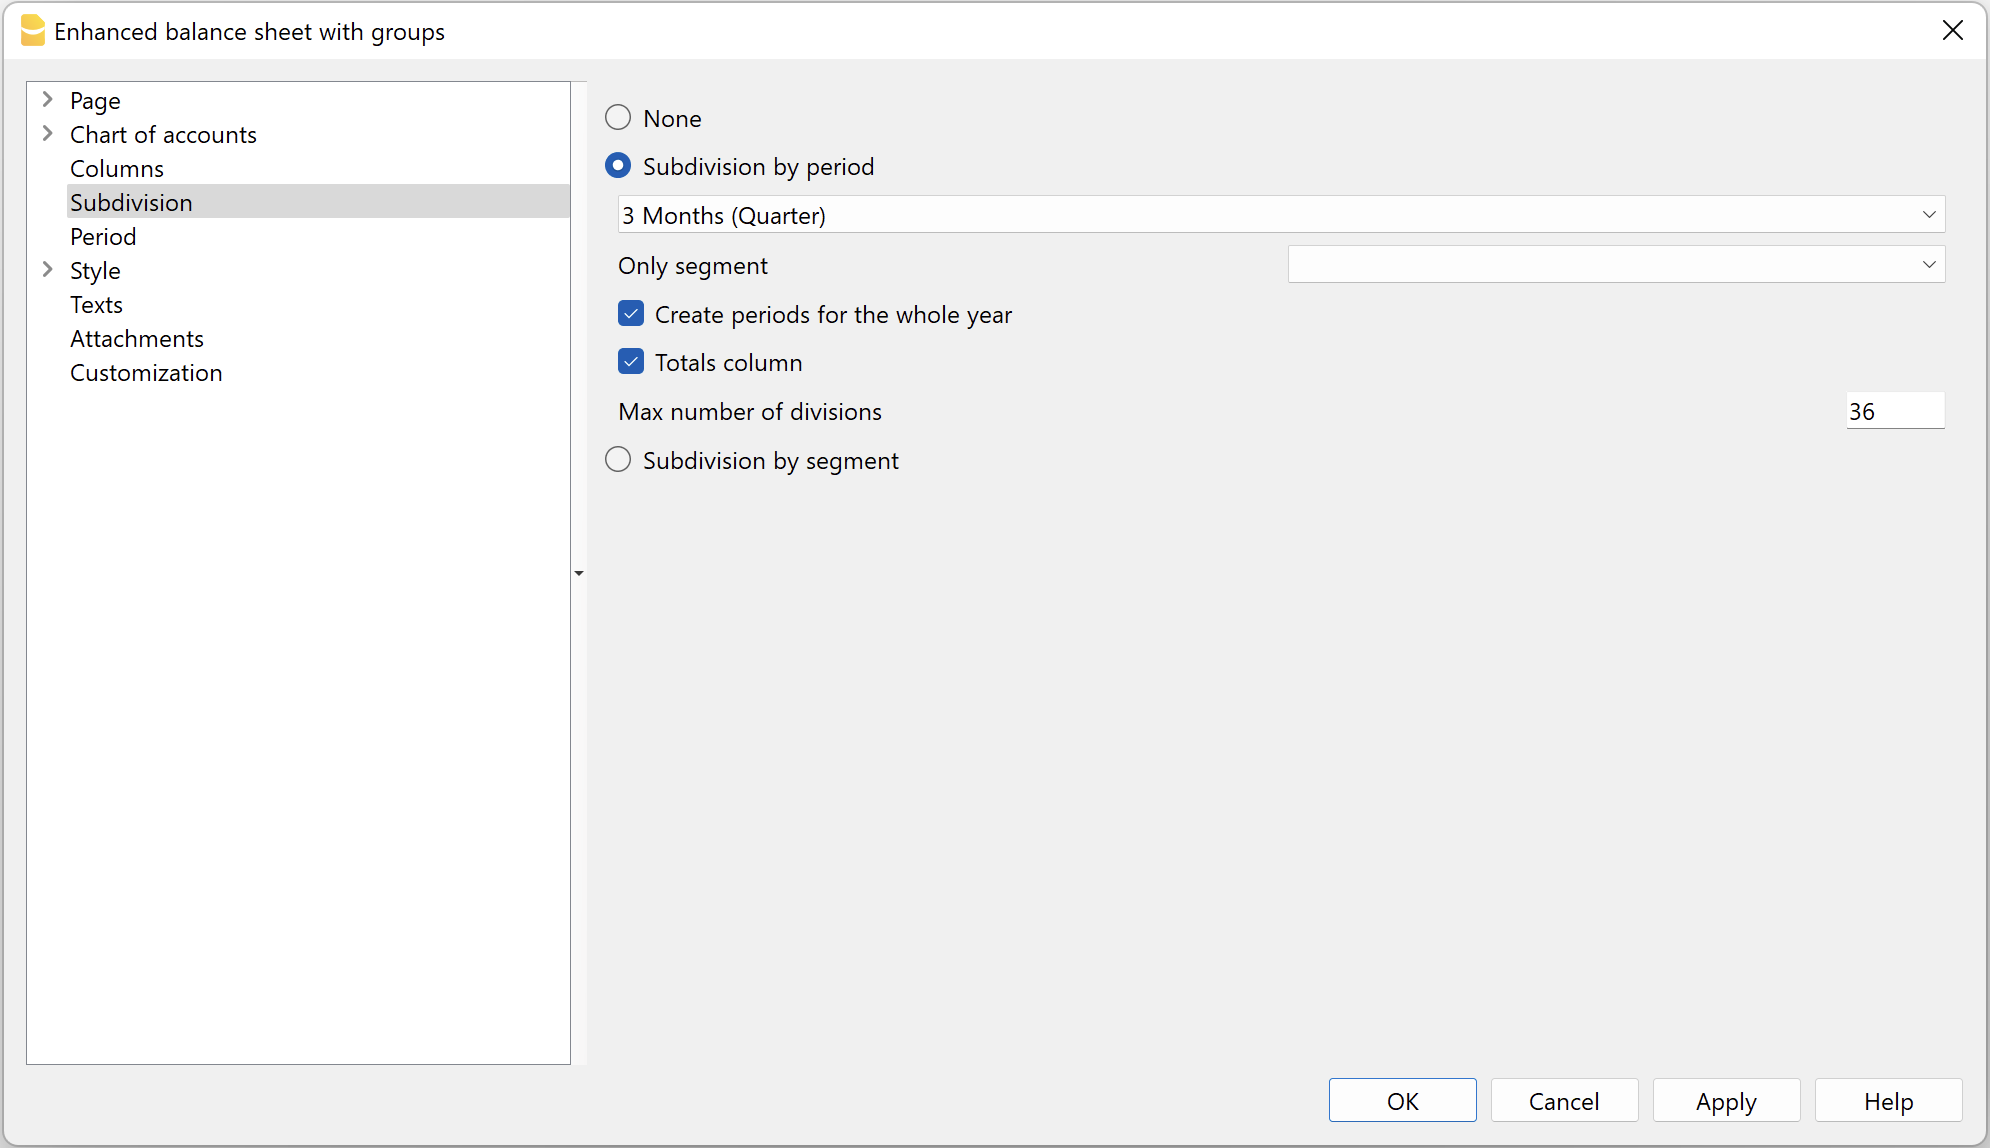 Enhanced balance sheet with groups
Page
Chart of accounts
Columns
Subdivision
Period
Style
Texts
Attachments
Customization
None
Subdivision by period
3 Months (Quarter)
Only segment
Create periods for the whole year
Totals column
Max number of divisions 36
Subdivision by segment
OK Cancel Apply Help